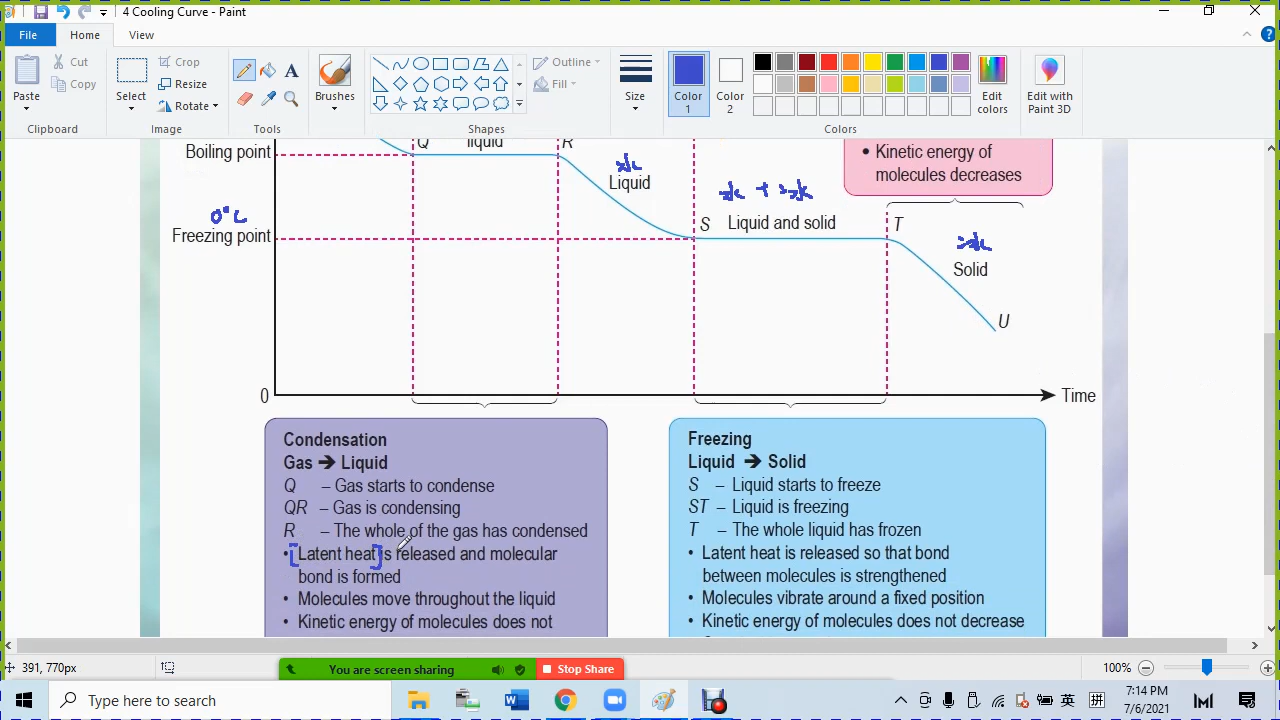 4 Cooling Curve - Paint
File
Home
View
Cut
Copy
Paste
Clipboard
Select
Crop
Resize
Rotate
Image
A
Tools
Brushes
Outline
Fill
Shapes
Size
Color
1
Color
2
Edit
colors
Edit with
Paint 3D
Colors
Boiling point
Q
liquid
R
水
Liquid
• Kinetic energy of
molecules decreases
0°C
Freezing point
水 + 冰
S
Liquid and solid
T
冰
Solid
U
0
Time
Condensation
Gas ➔ Liquid
Q – Gas starts to condense
QR – Gas is condensing
R – The whole of the gas has condensed
• [Latent heat] is released and molecular
bond is formed
• Molecules move throughout the liquid
• Kinetic energy of molecules does not
Freezing
Liquid ➔ Solid
S – Liquid starts to freeze
ST – Liquid is freezing
T – The whole liquid has frozen
• Latent heat is released so that bond
between molecules is strengthened
• Molecules vibrate around a fixed position
• Kinetic energy of molecules does not decrease
391, 770px
You are screen sharing
Stop Share
100%
Type here to search
英
拼
7:14 PM
7/6/2021